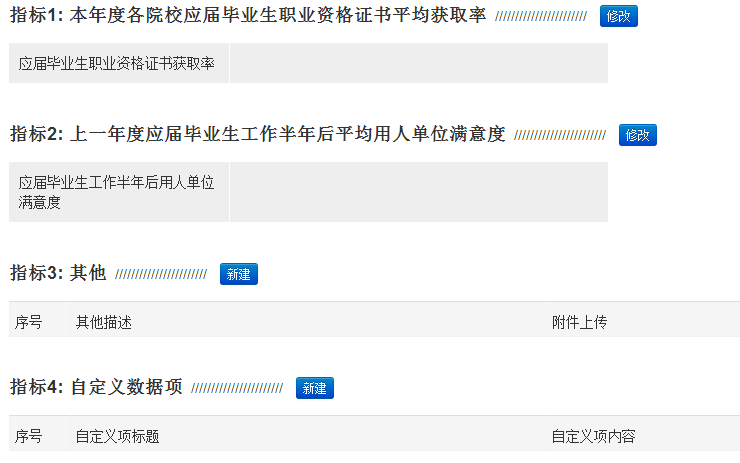 指标1: 本年度各院校应届毕业生职业资格证书平均获取率 /////////////////////// 修改
应届毕业生职业资格证书获取率
指标2: 上一年度应届毕业生工作半年后平均用人单位满意度 /////////////////////// 修改
应届毕业生工作半年后用人单位
满意度
指标3: 其他 /////////////////////// 新建
序号 其他描述 附件上传
指标4: 自定义数据项 /////////////////////// 新建
序号 自定义项标题 自定义项内容